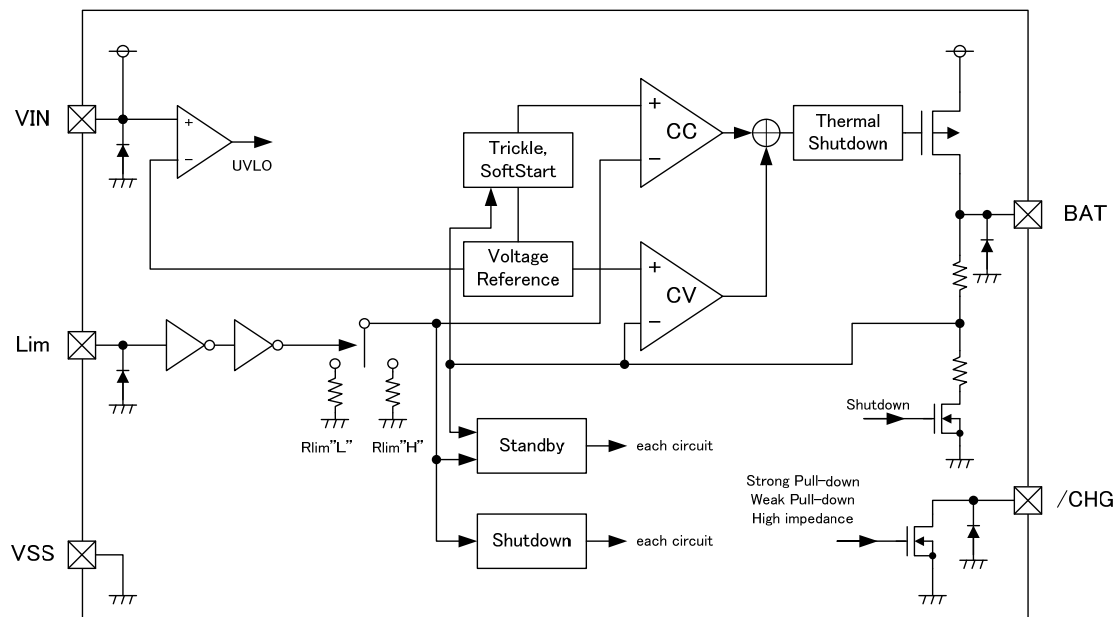 VIN
+
−
UVLO
Trickle,
SoftStart
+
CC
−
Thermal
Shutdown
BAT
Voltage
Reference
+
CV
−
Lim
Rlim"L"
Rlim"H"
Shutdown
Standby
each circuit
Strong Pull-down
Weak Pull-down
High impedance
/CHG
VSS
Shutdown
each circuit